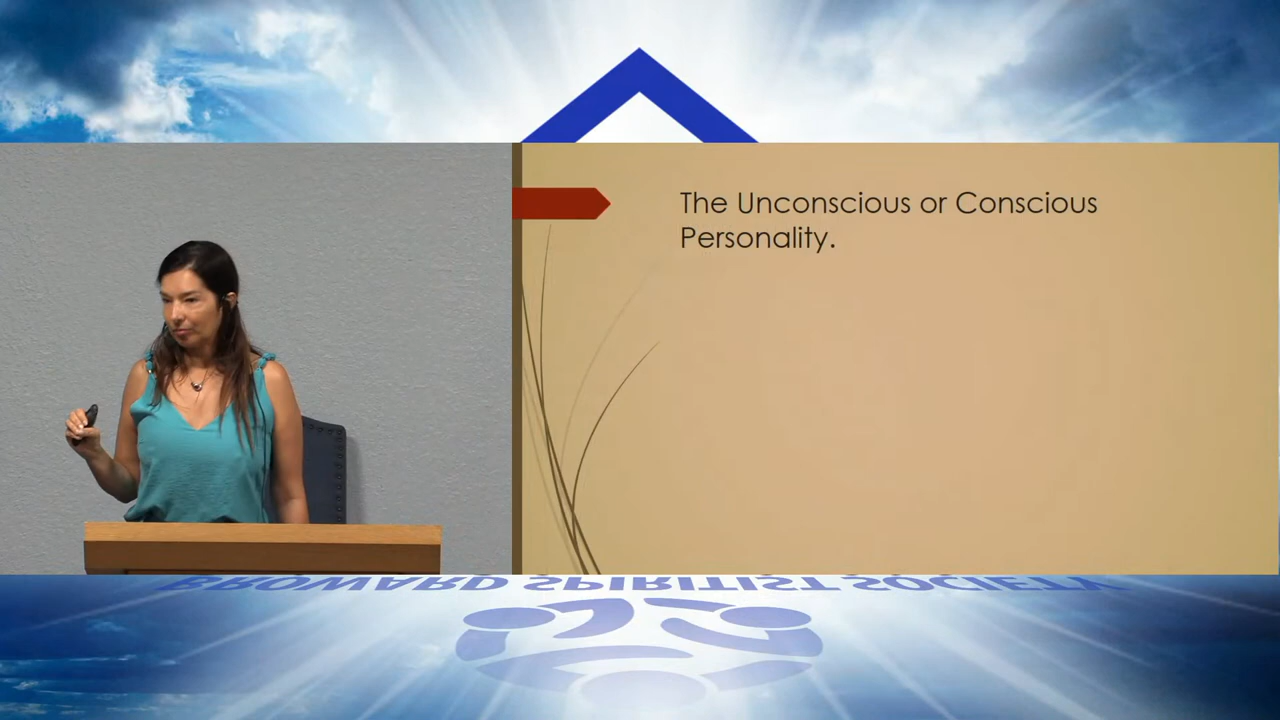 The Unconscious or Conscious
Personality.
BROWARD SPIRITIST SOCIETY